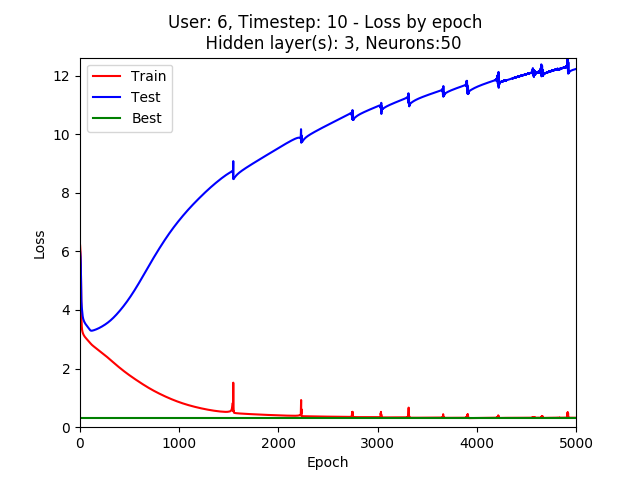 User: 6, Timestep: 10 - Loss by epoch
Hidden layer(s): 3, Neurons:50
Train
Test
Best
Loss
12
10
8
6
4
2
0
0 1000 2000 3000 4000 5000
Epoch